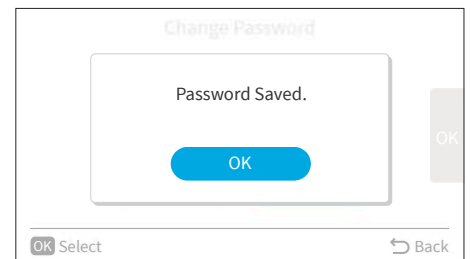 Change Password
Password Saved.
OK
OK
OK Select
Back